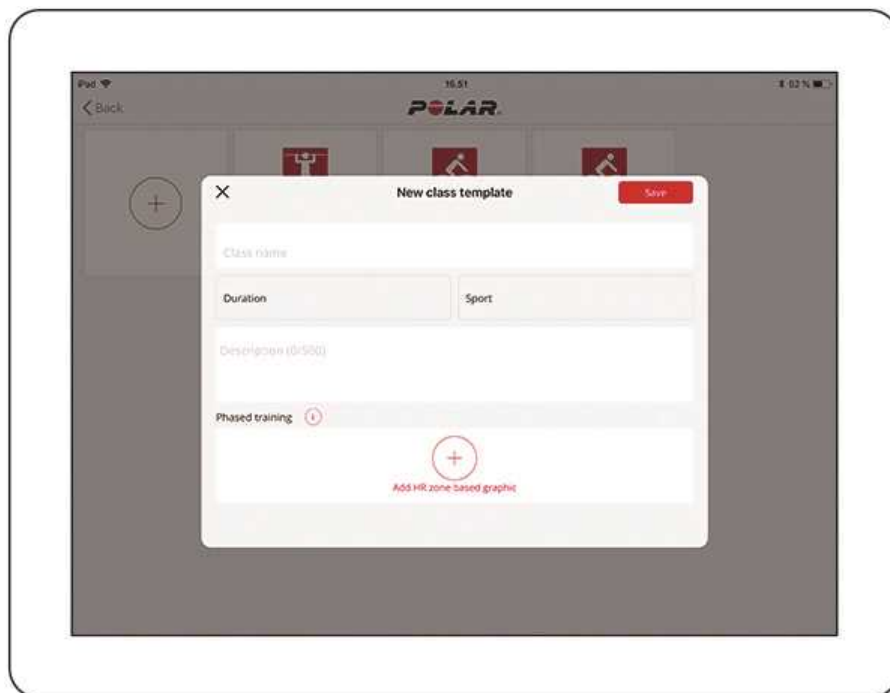 iPad 16.51 62 %
Back POLAR.
New class template Save
Class name
Duration Sport
Description (0/500)
Phased training i
Add HR zone based graphic